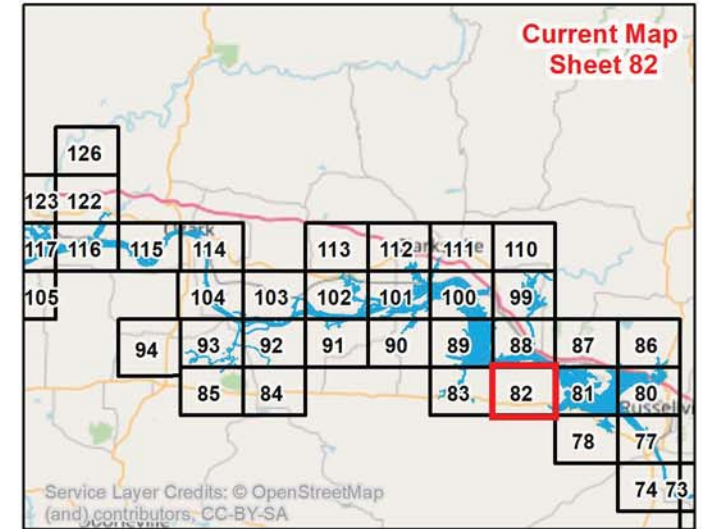 Current Map
Sheet 82
126
123 122
117 116 115 114 113 112 111 110
105 104 103 102 101 100 99
94 93 92 91 90 89 88 87 86
85 84 83 82 81 80
78 77
74 73
Service Layer Credits: © OpenStreetMap
(and) contributors, CC-BY-SA